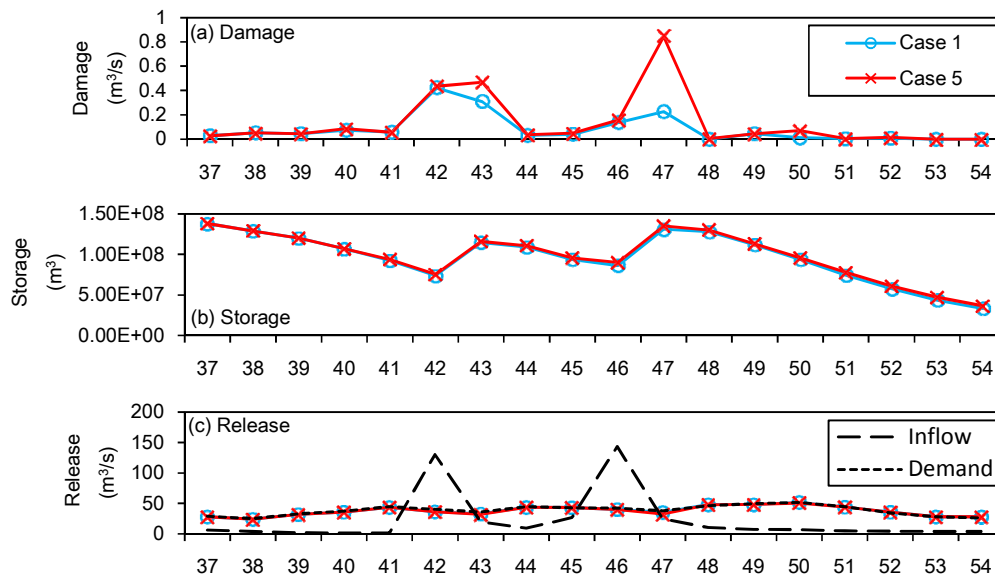 (a) Damage
Damage
(m³/s)
1
0.8
0.6
0.4
0.2
0
Case 1
Case 5
37 38 39 40 41 42 43 44 45 46 47 48 49 50 51 52 53 54
Storage
(m³)
1.50E+08
1.00E+08
5.00E+07
0.00E+00
(b) Storage
37 38 39 40 41 42 43 44 45 46 47 48 49 50 51 52 53 54
(c) Release
Release
(m³/s)
200
150
100
50
0
Inflow
Demand
37 38 39 40 41 42 43 44 45 46 47 48 49 50 51 52 53 54